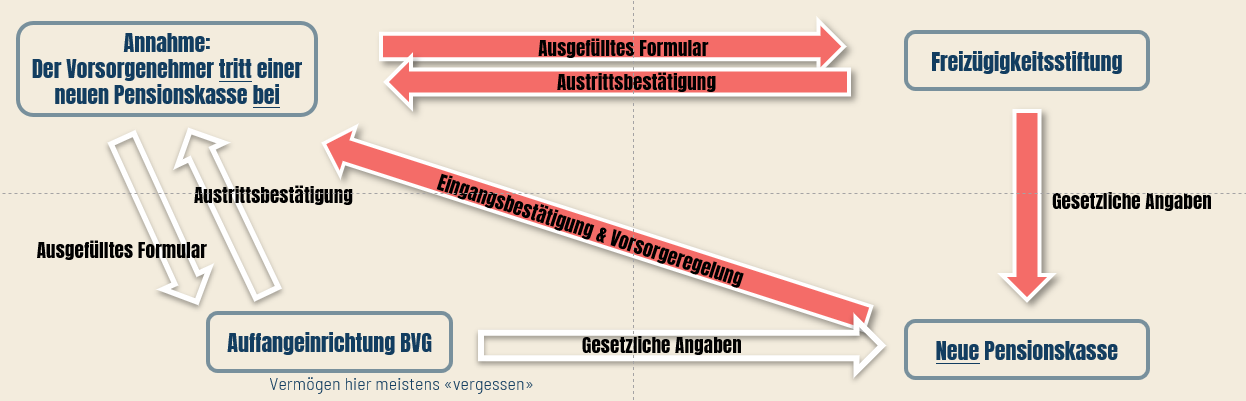 Annahme:
Der Vorsorgenehmer tritt einer
neuen Pensionskasse bei
Ausgefülltes Formular
Austrittsbestätigung
Freizügigkeitsstiftung
Austrittsbestätigung
Ausgefülltes Formular
Eingangsbestätigung & Vorsorgeregelung
Gesetzliche Angaben
Auffangeinrichtung BVG
Vermögen hier meistens «vergessen»
Gesetzliche Angaben
Neue Pensionskasse